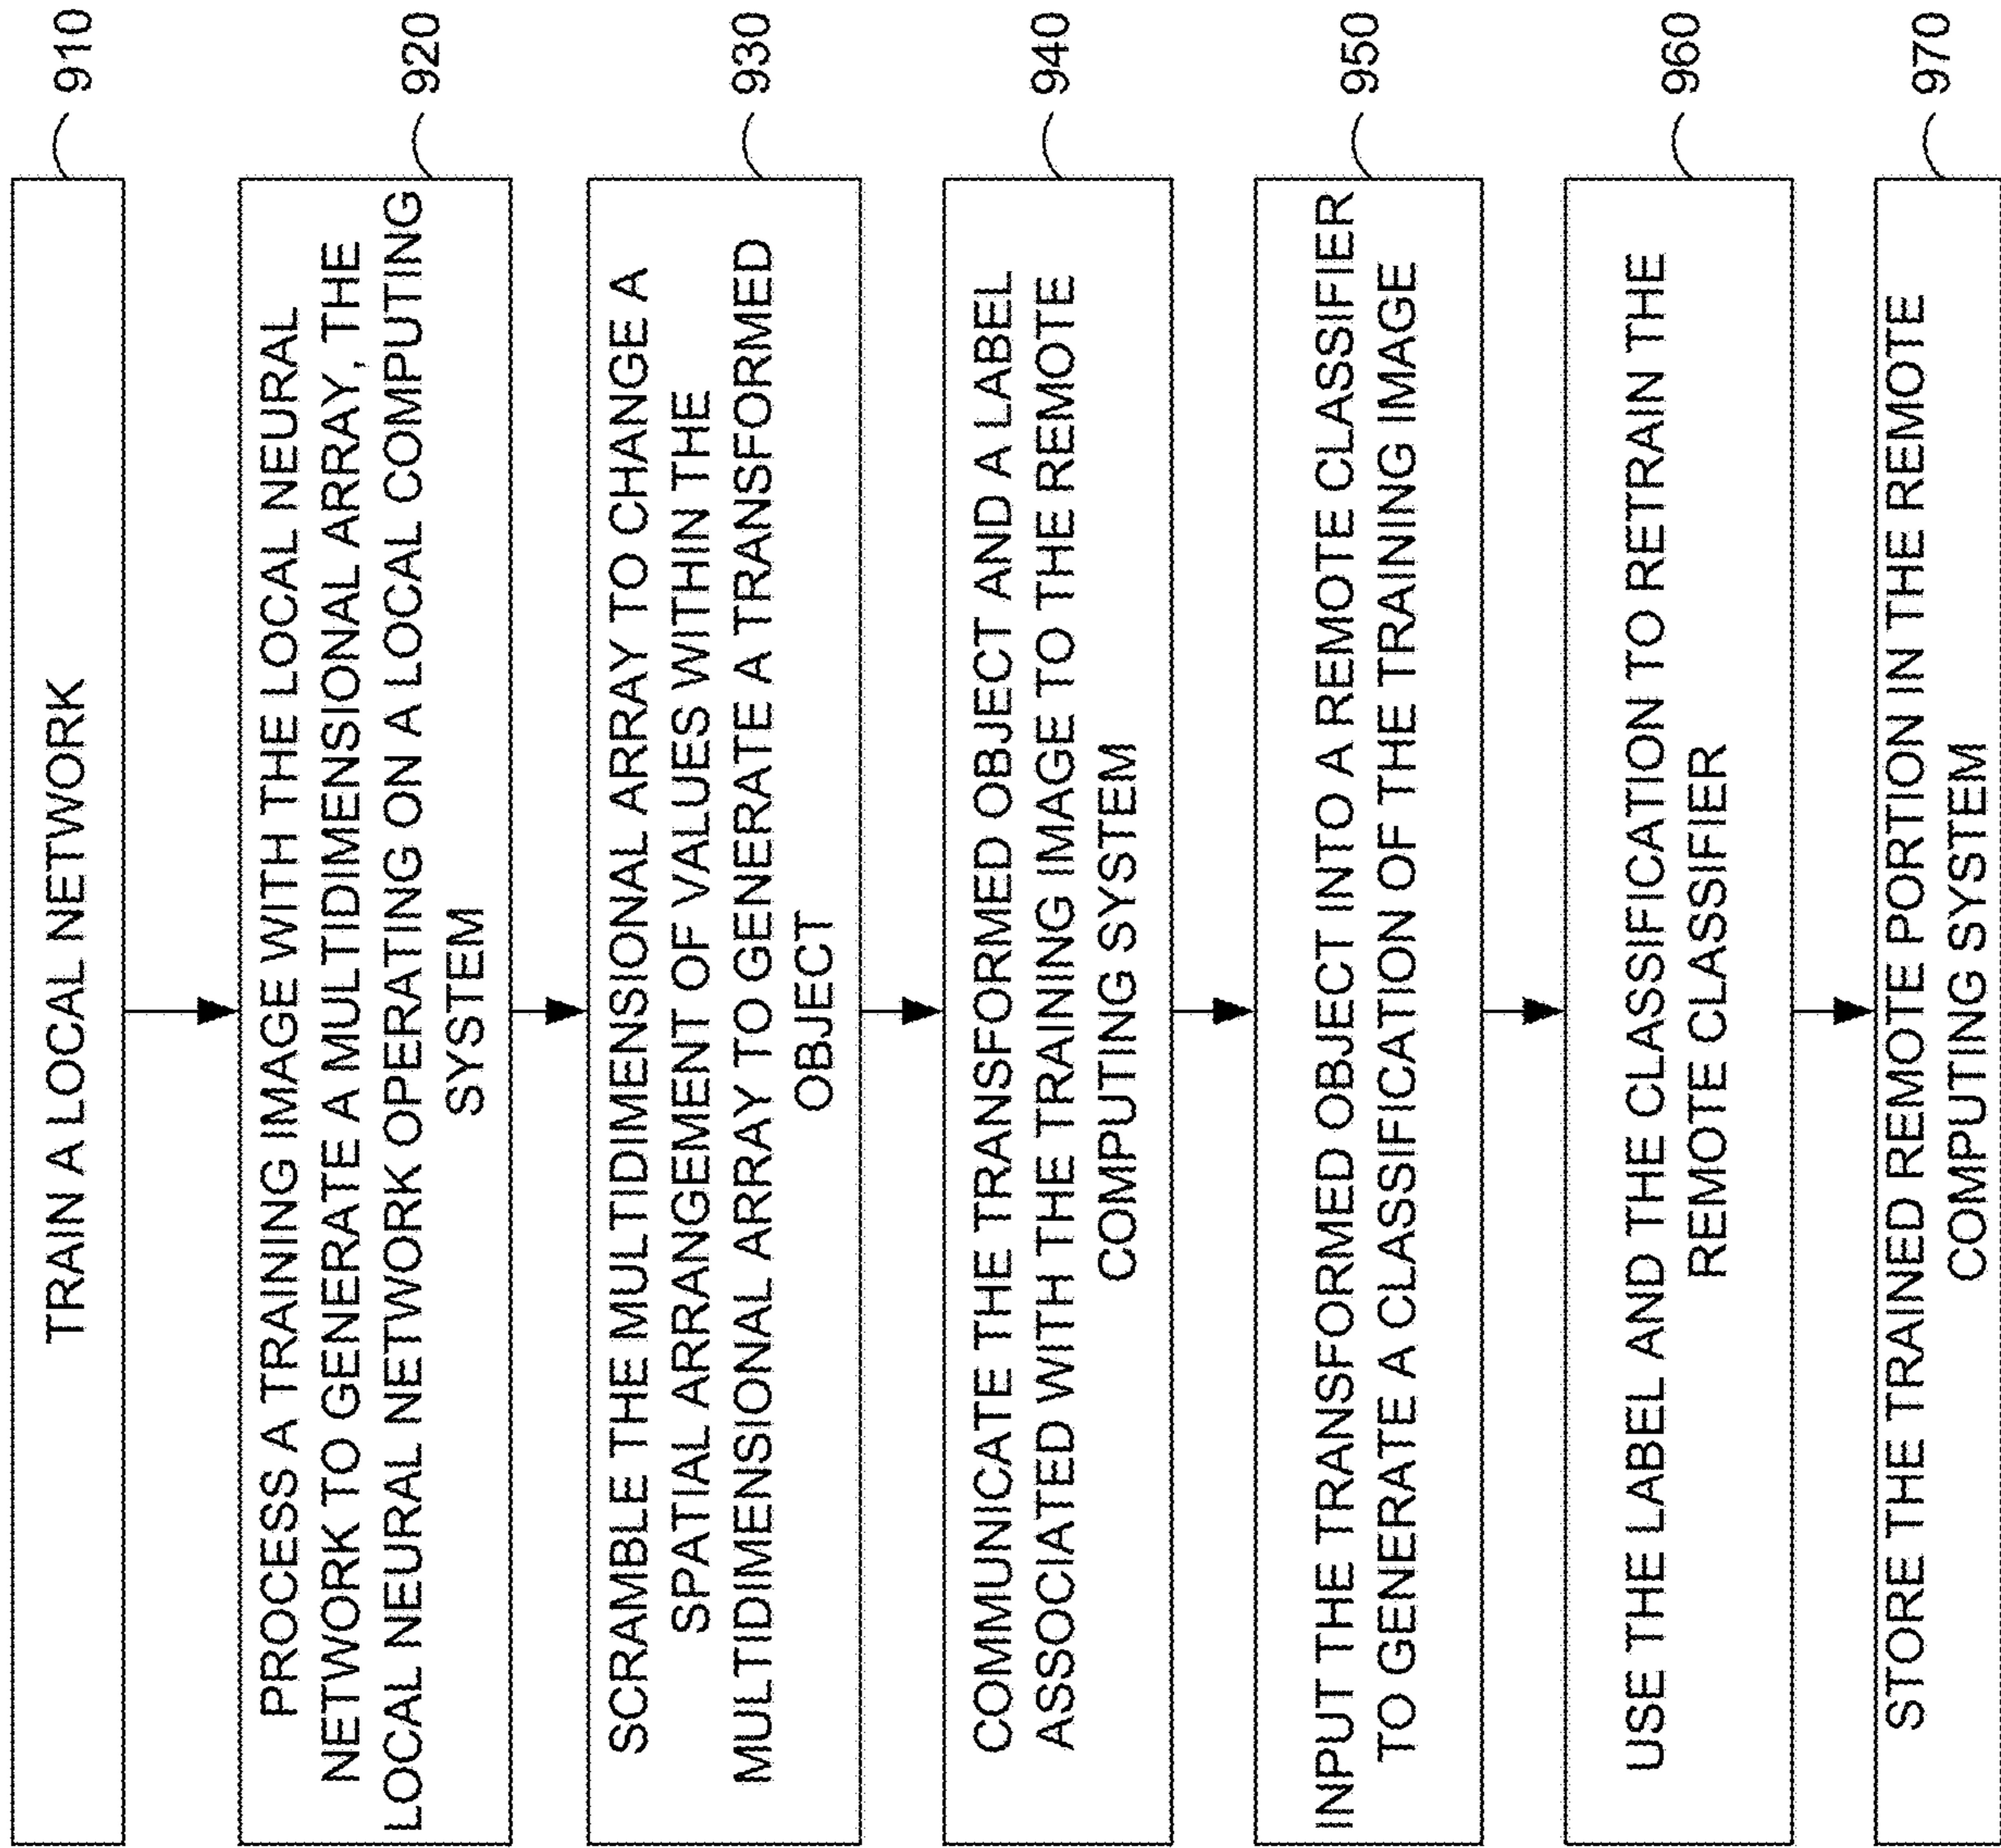 TRAIN A LOCAL NETWORK
910
PROCESS A TRAINING IMAGE WITH THE LOCAL NEURAL
NETWORK TO GENERATE A MULTIDIMENSIONAL ARRAY, THE
LOCAL NEURAL NETWORK OPERATING ON A LOCAL COMPUTING
SYSTEM
920
SCRAMBLE THE MULTIDIMENSIONAL ARRAY TO CHANGE A
SPATIAL ARRANGEMENT OF VALUES WITHIN THE
MULTIDIMENSIONAL ARRAY TO GENERATE A TRANSFORMED
OBJECT
930
COMMUNICATE THE TRANSFORMED OBJECT AND A LABEL
ASSOCIATED WITH THE TRAINING IMAGE TO THE REMOTE
COMPUTING SYSTEM
940
INPUT THE TRANSFORMED OBJECT INTO A REMOTE CLASSIFIER
TO GENERATE A CLASSIFICATION OF THE TRAINING IMAGE
950
USE THE LABEL AND THE CLASSIFICATION TO RETRAIN THE
REMOTE CLASSIFIER
960
STORE THE TRAINED REMOTE PORTION IN THE REMOTE
COMPUTING SYSTEM
970